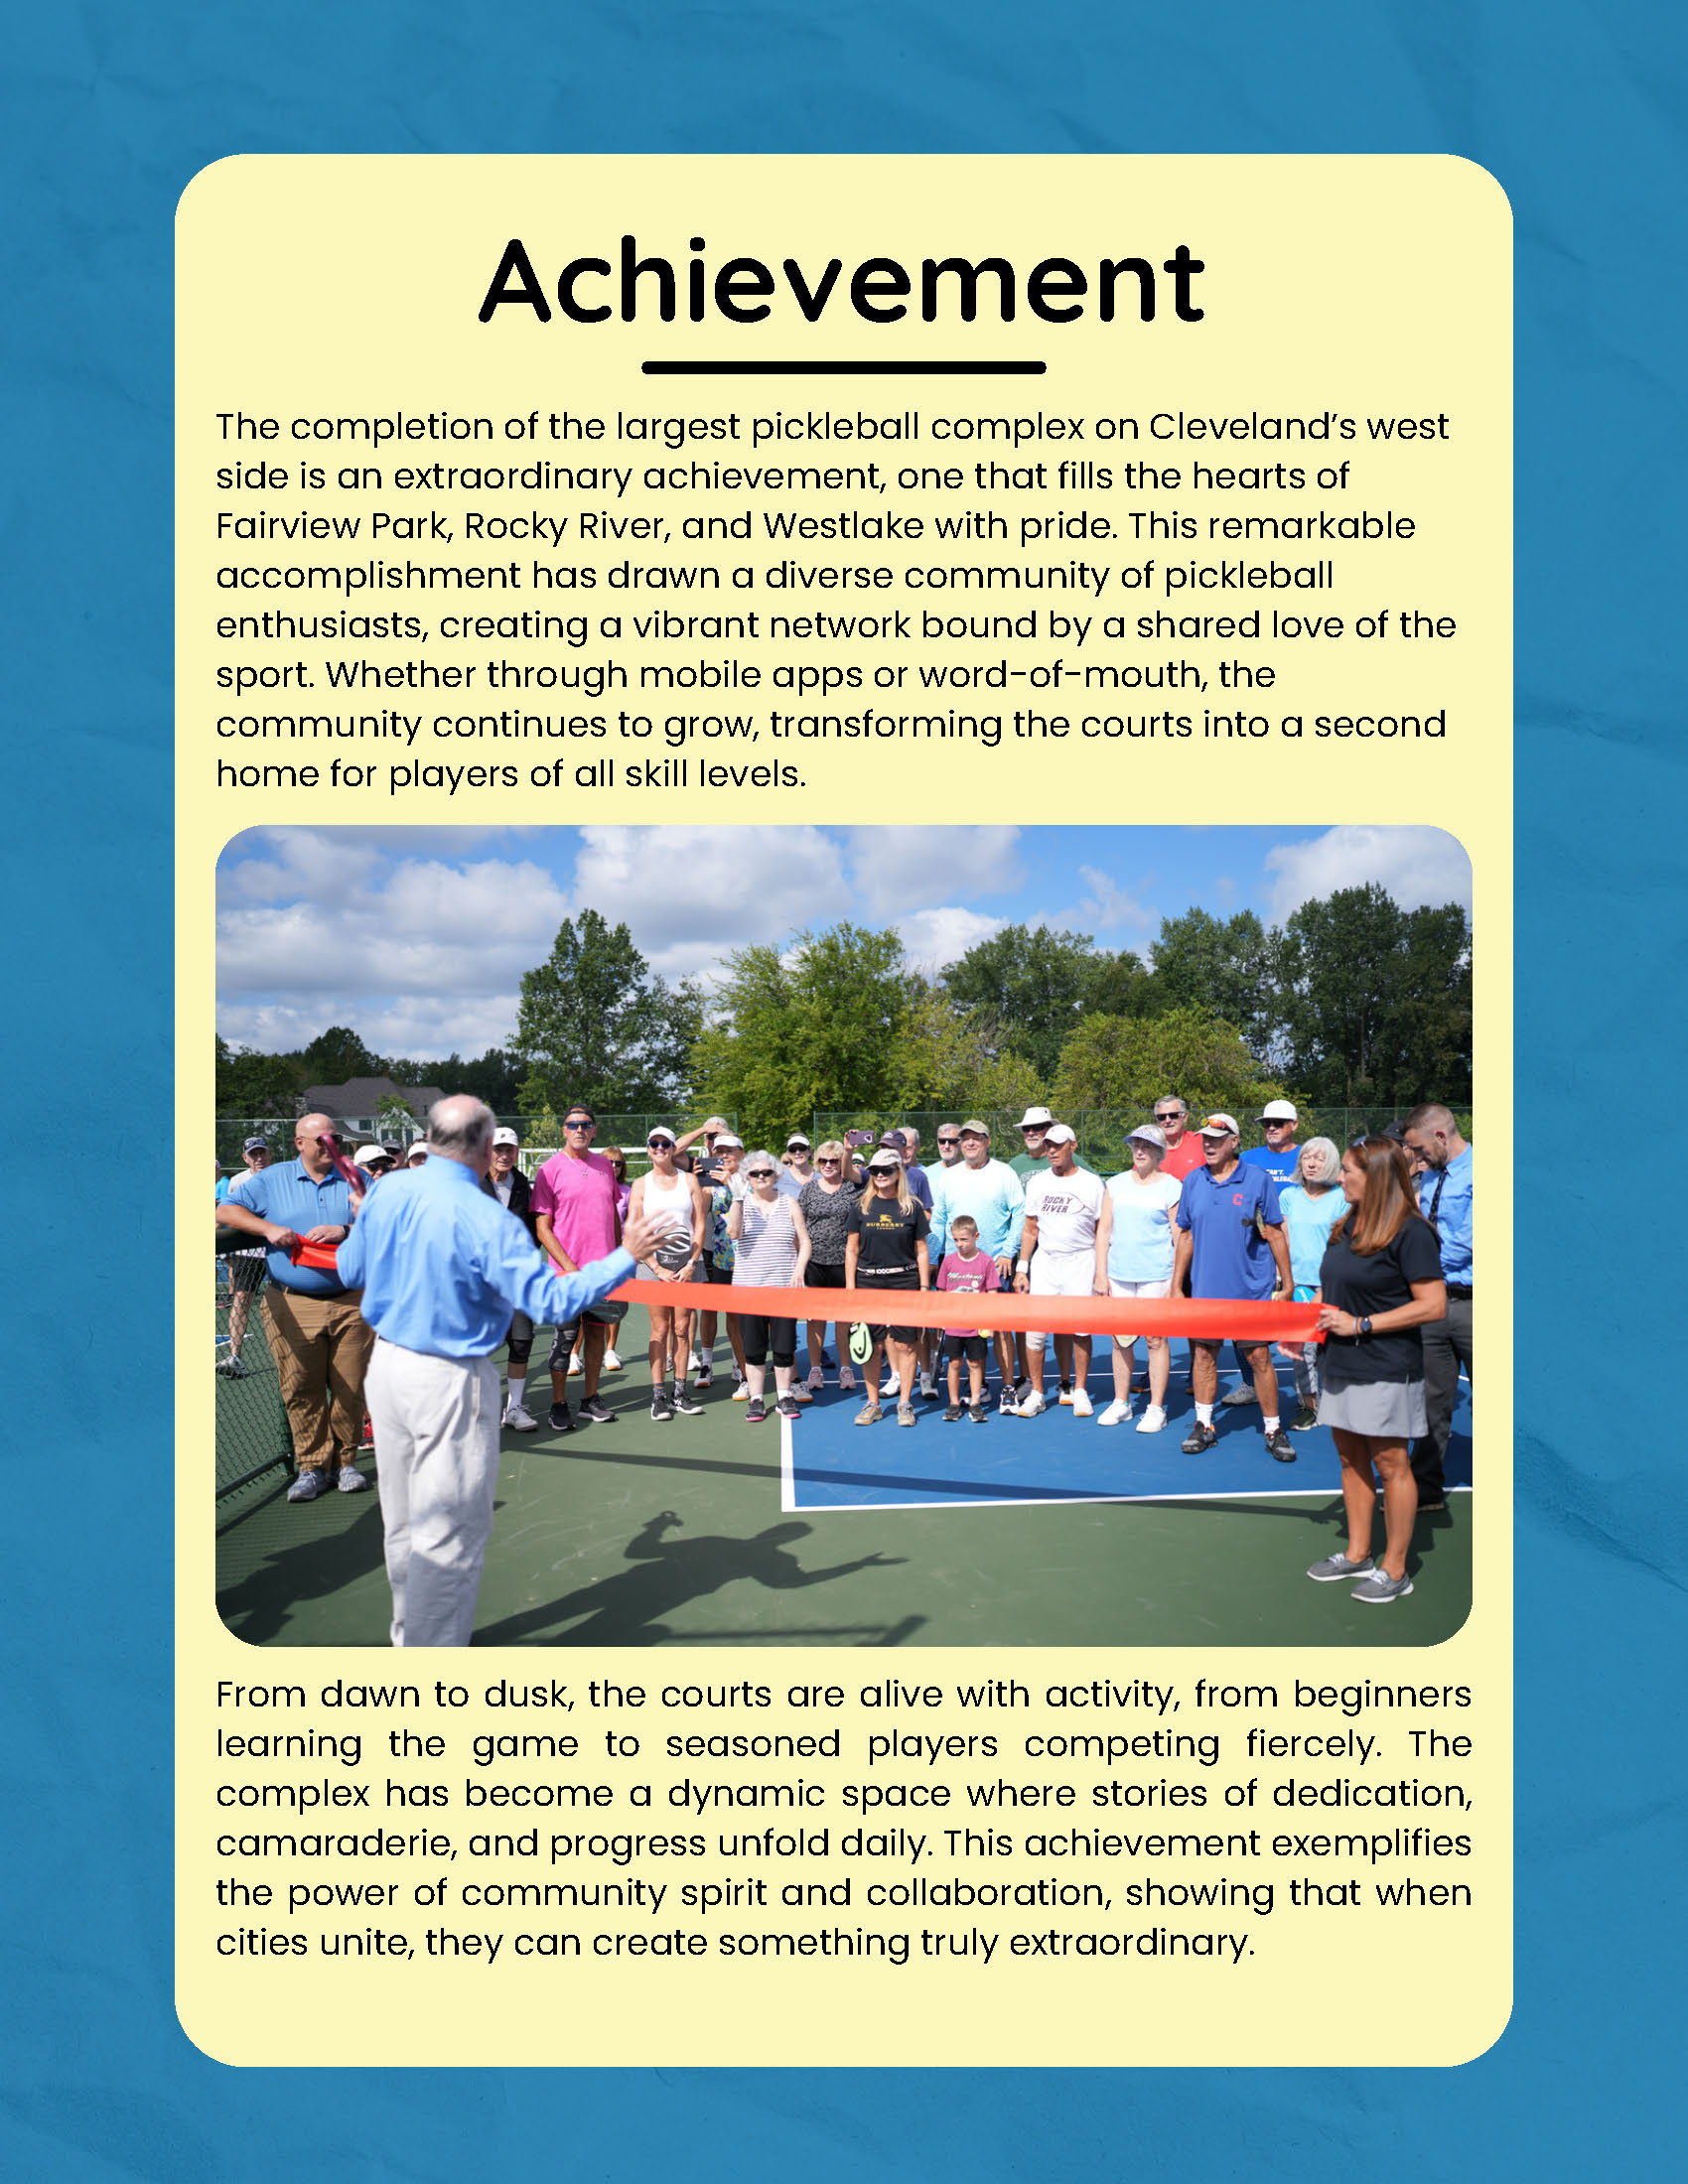 Achievement
The completion of the largest pickleball complex on Cleveland's west
side is an extraordinary achievement, one that fills the hearts of
Fairview Park, Rocky River, and Westlake with pride. This remarkable
accomplishment has drawn a diverse community of pickleball
enthusiasts, creating a vibrant network bound by a shared love of the
sport. Whether through mobile apps or word-of-mouth, the
community continues to grow, transforming the courts into a second
home for players of all skill levels.
BURBERRY
ROCKY
RIVER
C
From dawn to dusk, the courts are alive with activity, from beginners
learning the game to seasoned players competing fiercely. The
complex has become a dynamic space where stories of dedication,
camaraderie, and progress unfold daily. This achievement exemplifies
the power of community spirit and collaboration, showing that when
cities unite, they can create something truly extraordinary.